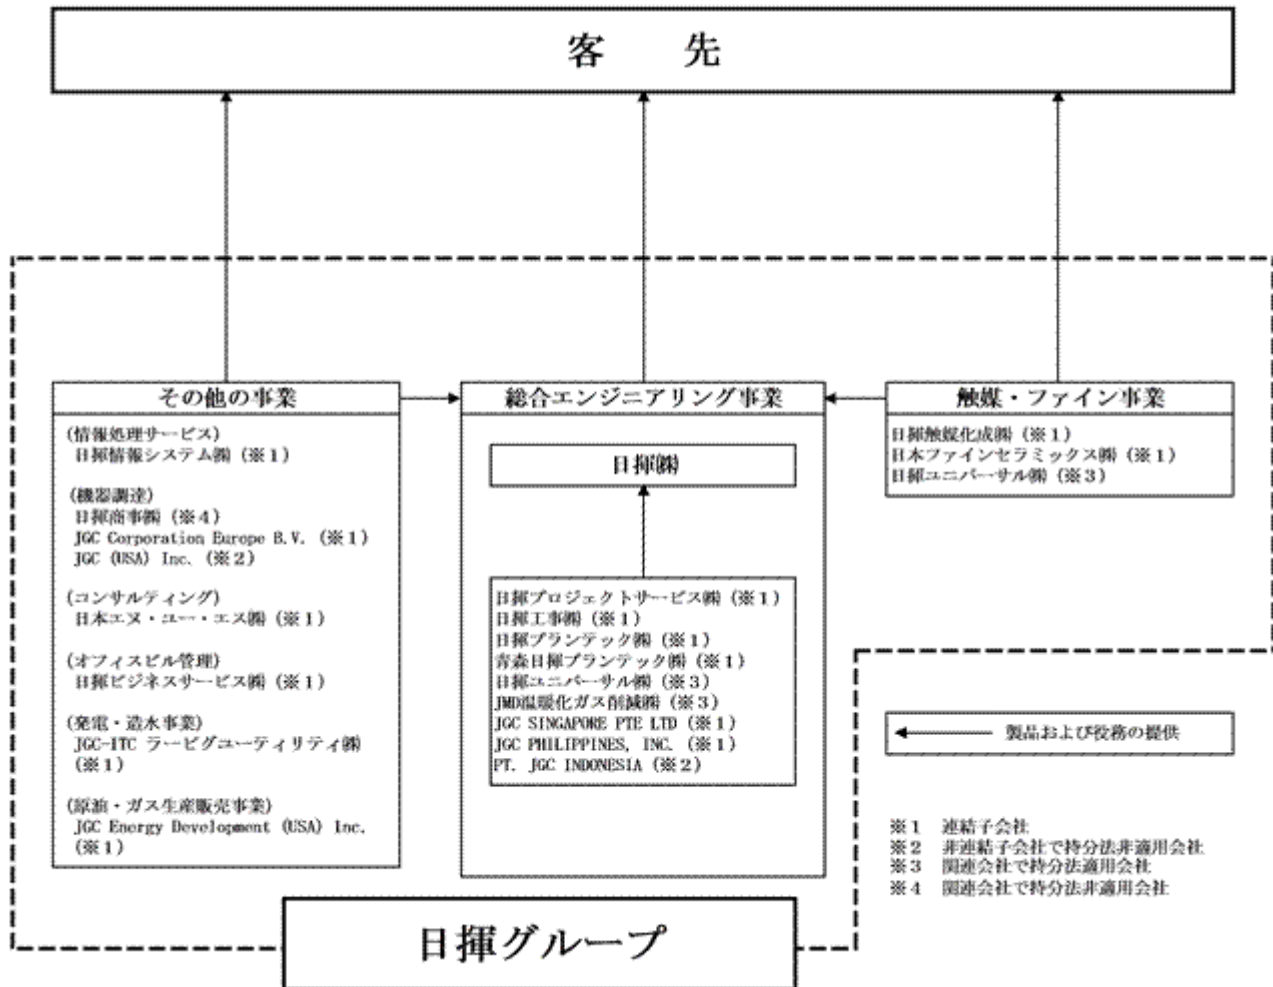 客　先
その他の事業
(情報処理サービス)
日揮情報システム㈱ (※1)
(機器調達)
日揮商事㈱ (※4)
JGC Corporation Europe B.V. (※1)
JGC (USA) Inc. (※2)
(コンサルティング)
日本エヌ・ユー・エス㈱ (※1)
(オフィスビル管理)
日揮ビジネスサービス㈱ (※1)
(発電・造水事業)
JGC-ITC ラービグユーティリティ㈱
(※1)
(原油・ガス生産販売事業)
JGC Energy Development (USA) Inc.
(※1)
総合エンジニアリング事業
日揮㈱
日揮プロジェクトサービス㈱ (※1)
日揮工事㈱ (※1)
日揮プランテック㈱ (※1)
青森日揮プランテック㈱ (※1)
日揮ユニバーサル㈱ (※3)
JMD温暖化ガス削減㈱ (※3)
JGC SINGAPORE PTE LTD (※1)
JGC PHILIPPINES, INC. (※1)
PT. JGC INDONESIA (※2)
触媒・ファイン事業
日揮触媒化成㈱ (※1)
日本ファインセラミックス㈱ (※1)
日揮ユニバーサル㈱ (※3)
製品および役務の提供
※1　連結子会社
※2　非連結子会社で持分法非適用会社
※3　関連会社で持分法適用会社
※4　関連会社で持分法非適用会社
日揮グループ